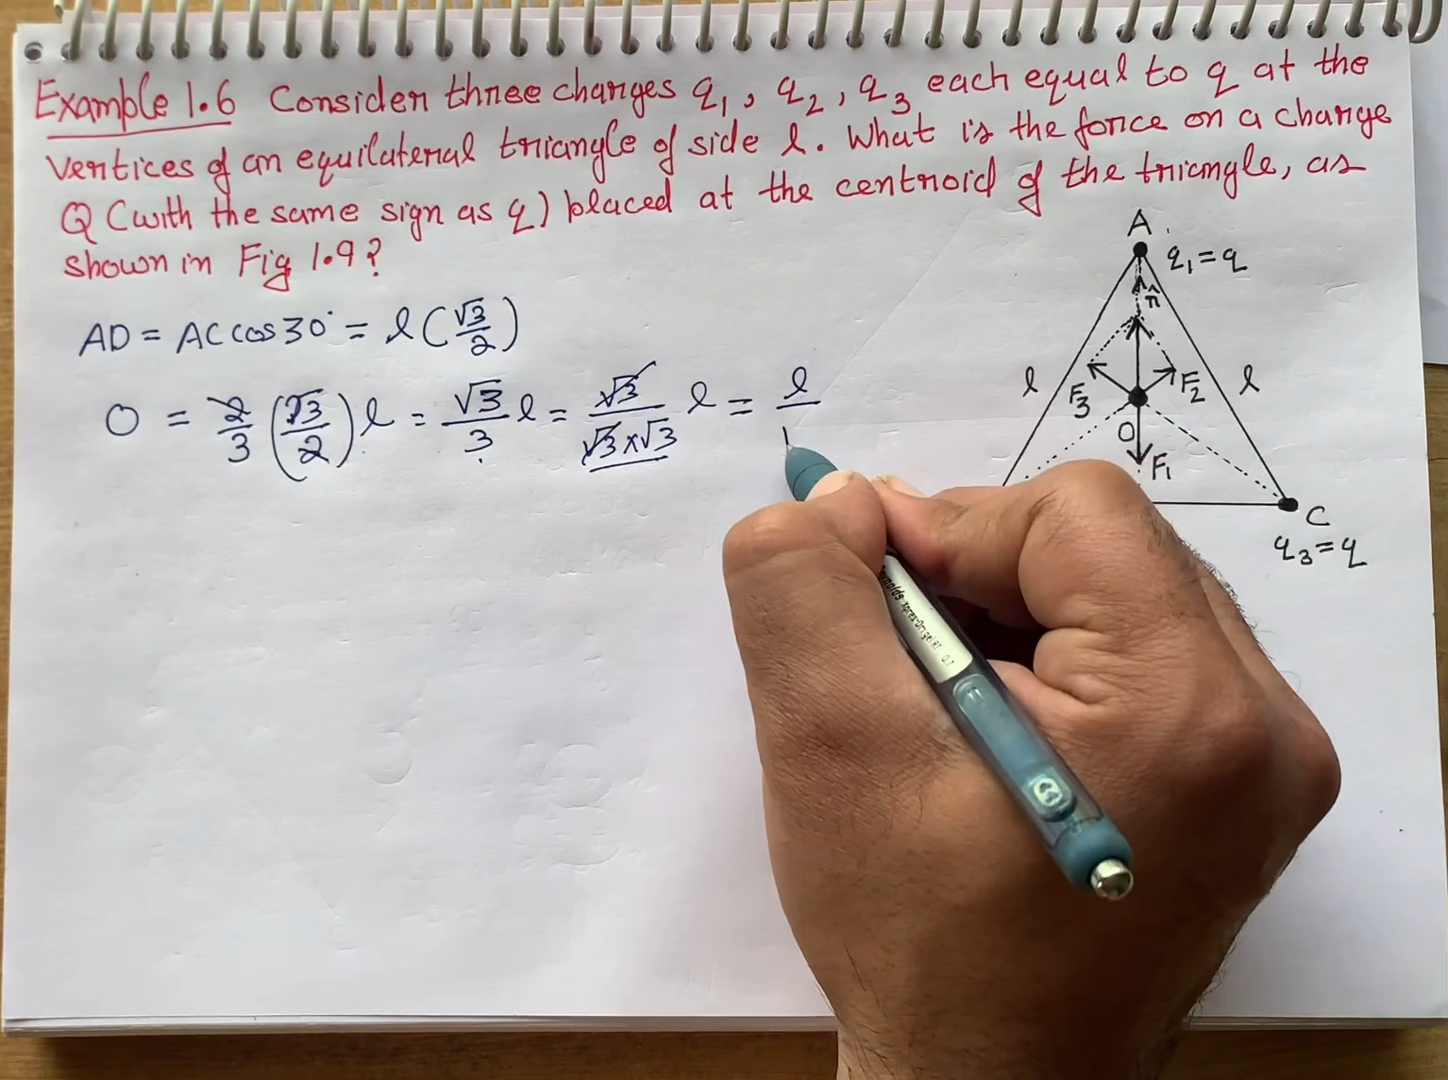 Example 1.6 Consider three charges q₁, q₂, q₃ each equal to q at the
vertices of an equilateral triangle of side l. What is the force on a charge
Q (with the same sign as q) placed at the centroid of the triangle, as
shown in Fig 1.9?
A
q₁ = q
n̂
AD = AC cos 30° = l (√3/2)
O = 2/3 (√3/2) l = √3/3 l = √3/(√3×√3) l = l/
l
F₃
F₂
l
O
F₁
C
q₃ = q